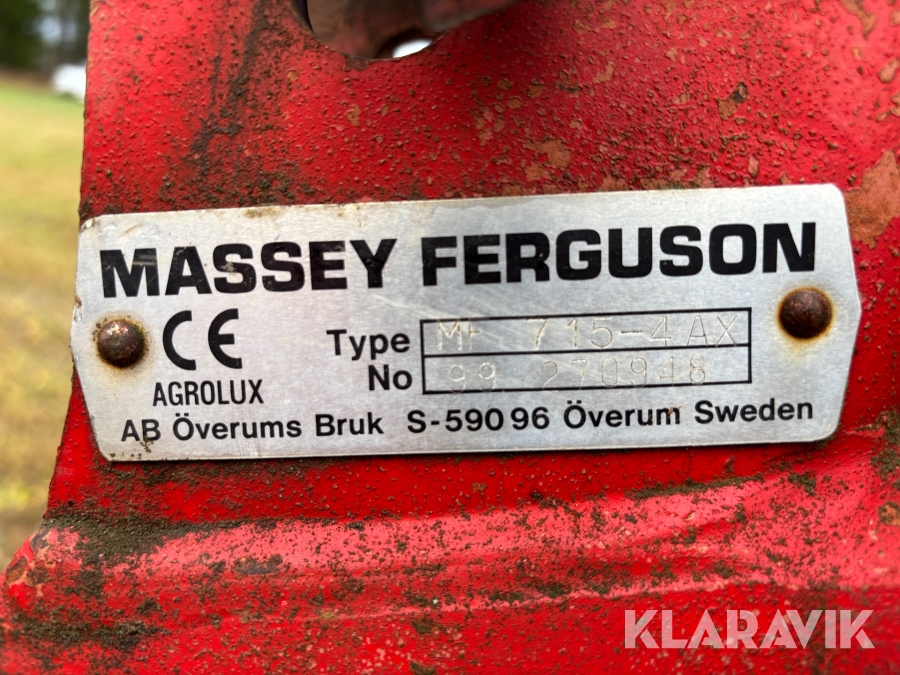 MASSEY FERGUSON
CE
AGROLUX
Type MF 715-4 AX
No 99 270948
AB Överums Bruk S-590 96 Överum Sweden
KLARAVIK